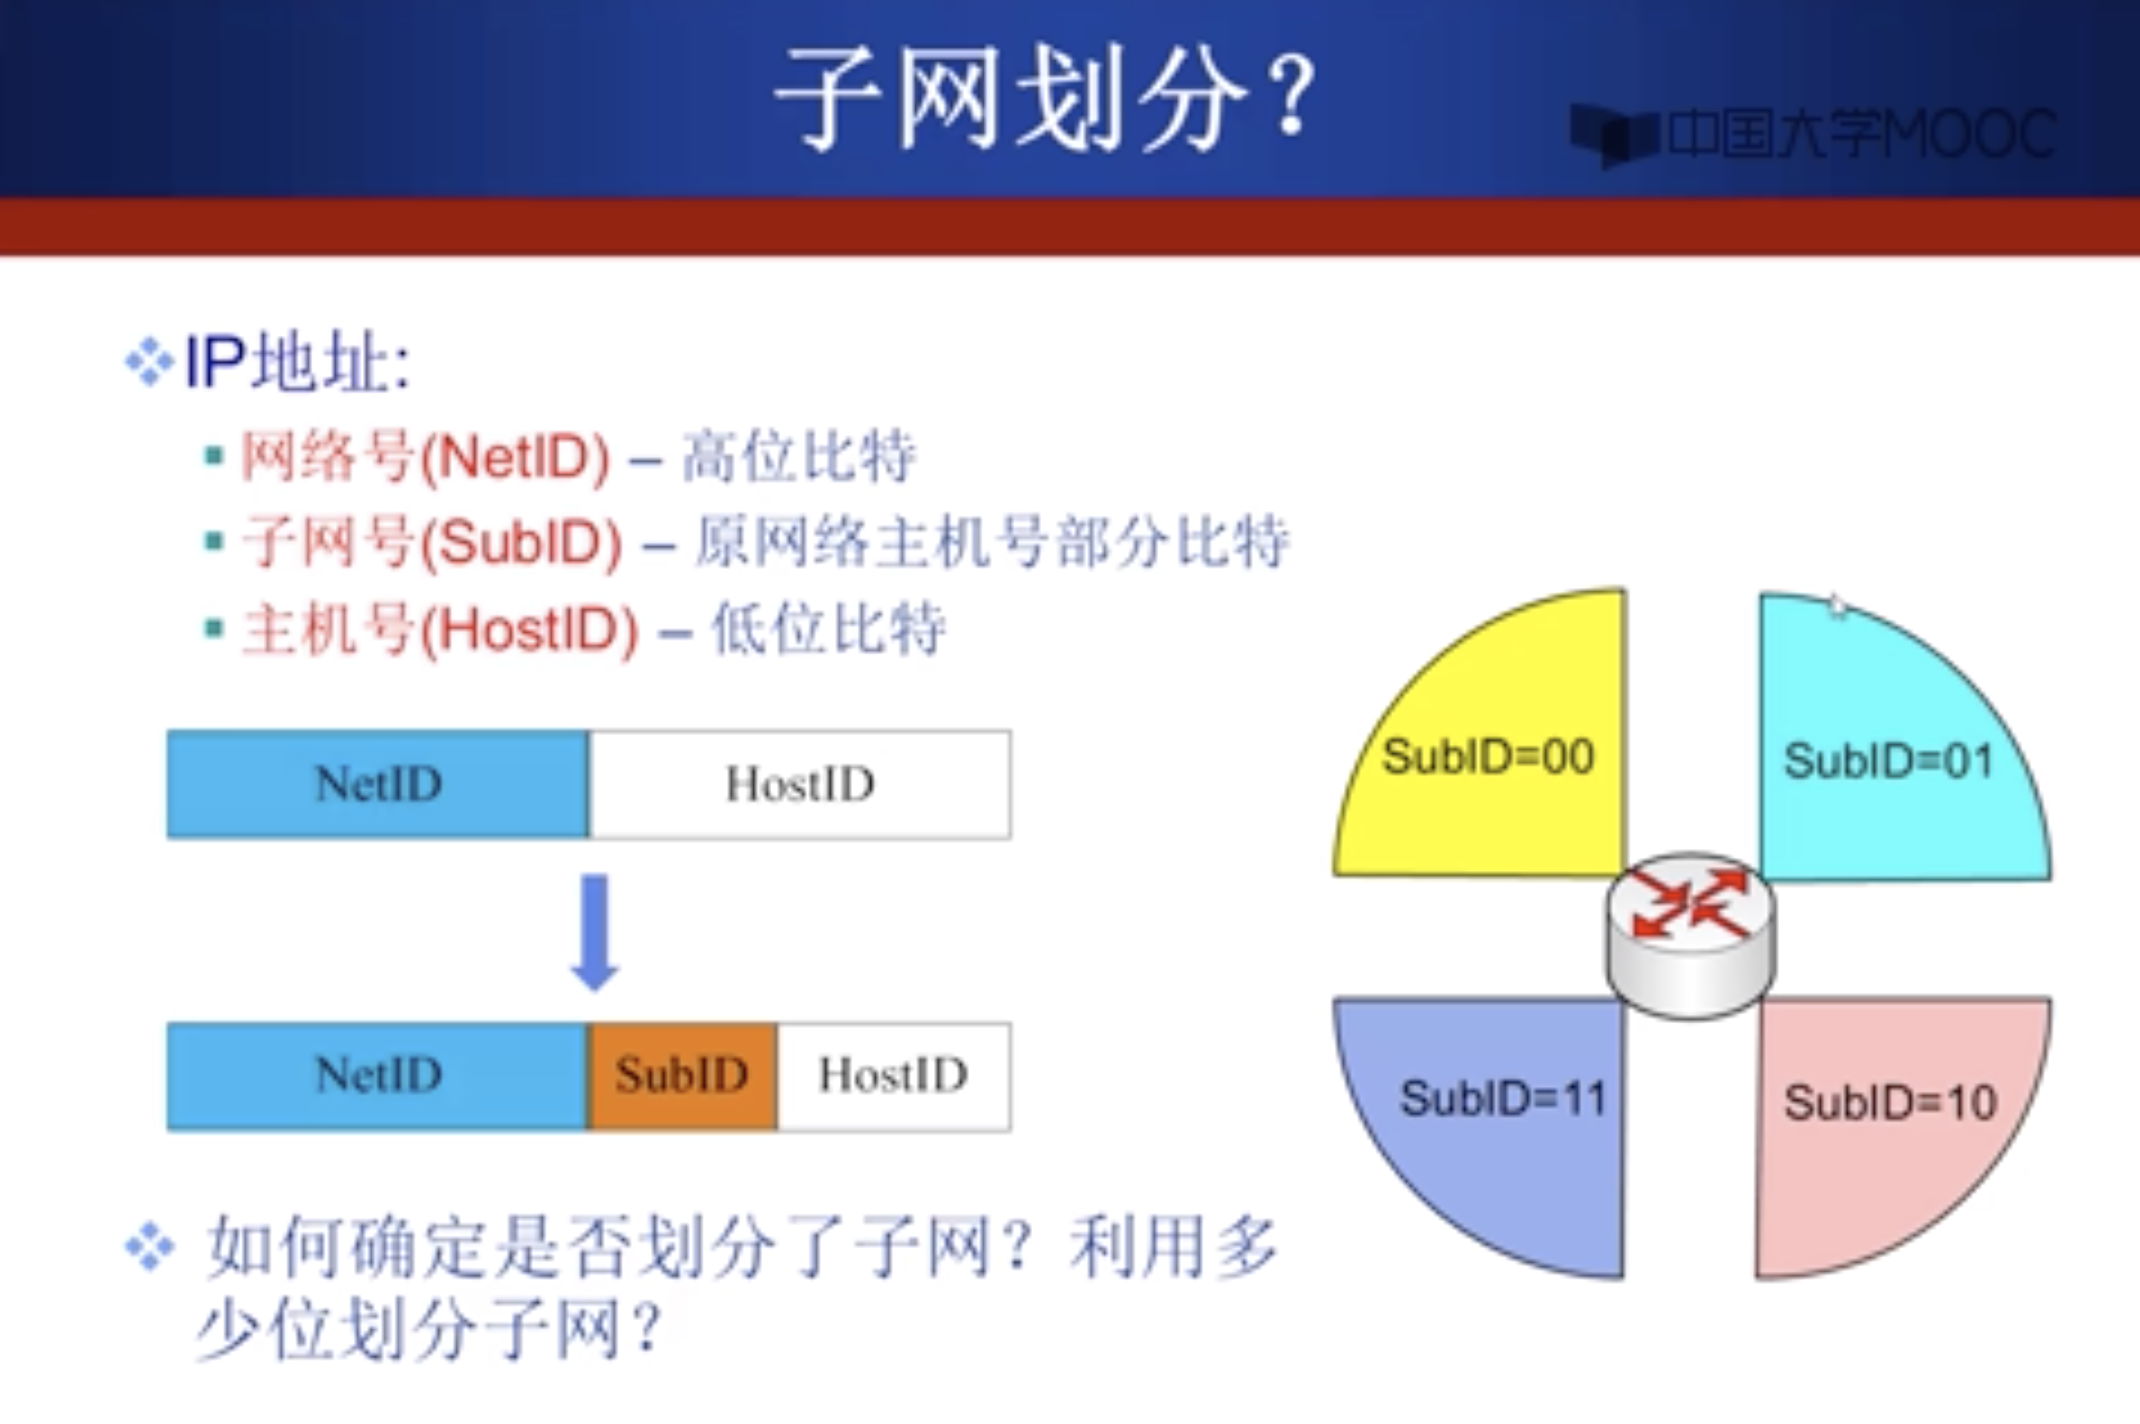 子网划分？
中国大学MOOC
IP地址:
网络号(NetID) – 高位比特
子网号(SubID) – 原网络主机号部分比特
主机号(HostID) – 低位比特
NetID HostID
NetID SubID HostID
SubID=00 SubID=01
SubID=11 SubID=10
如何确定是否划分了子网？利用多
少位划分子网？